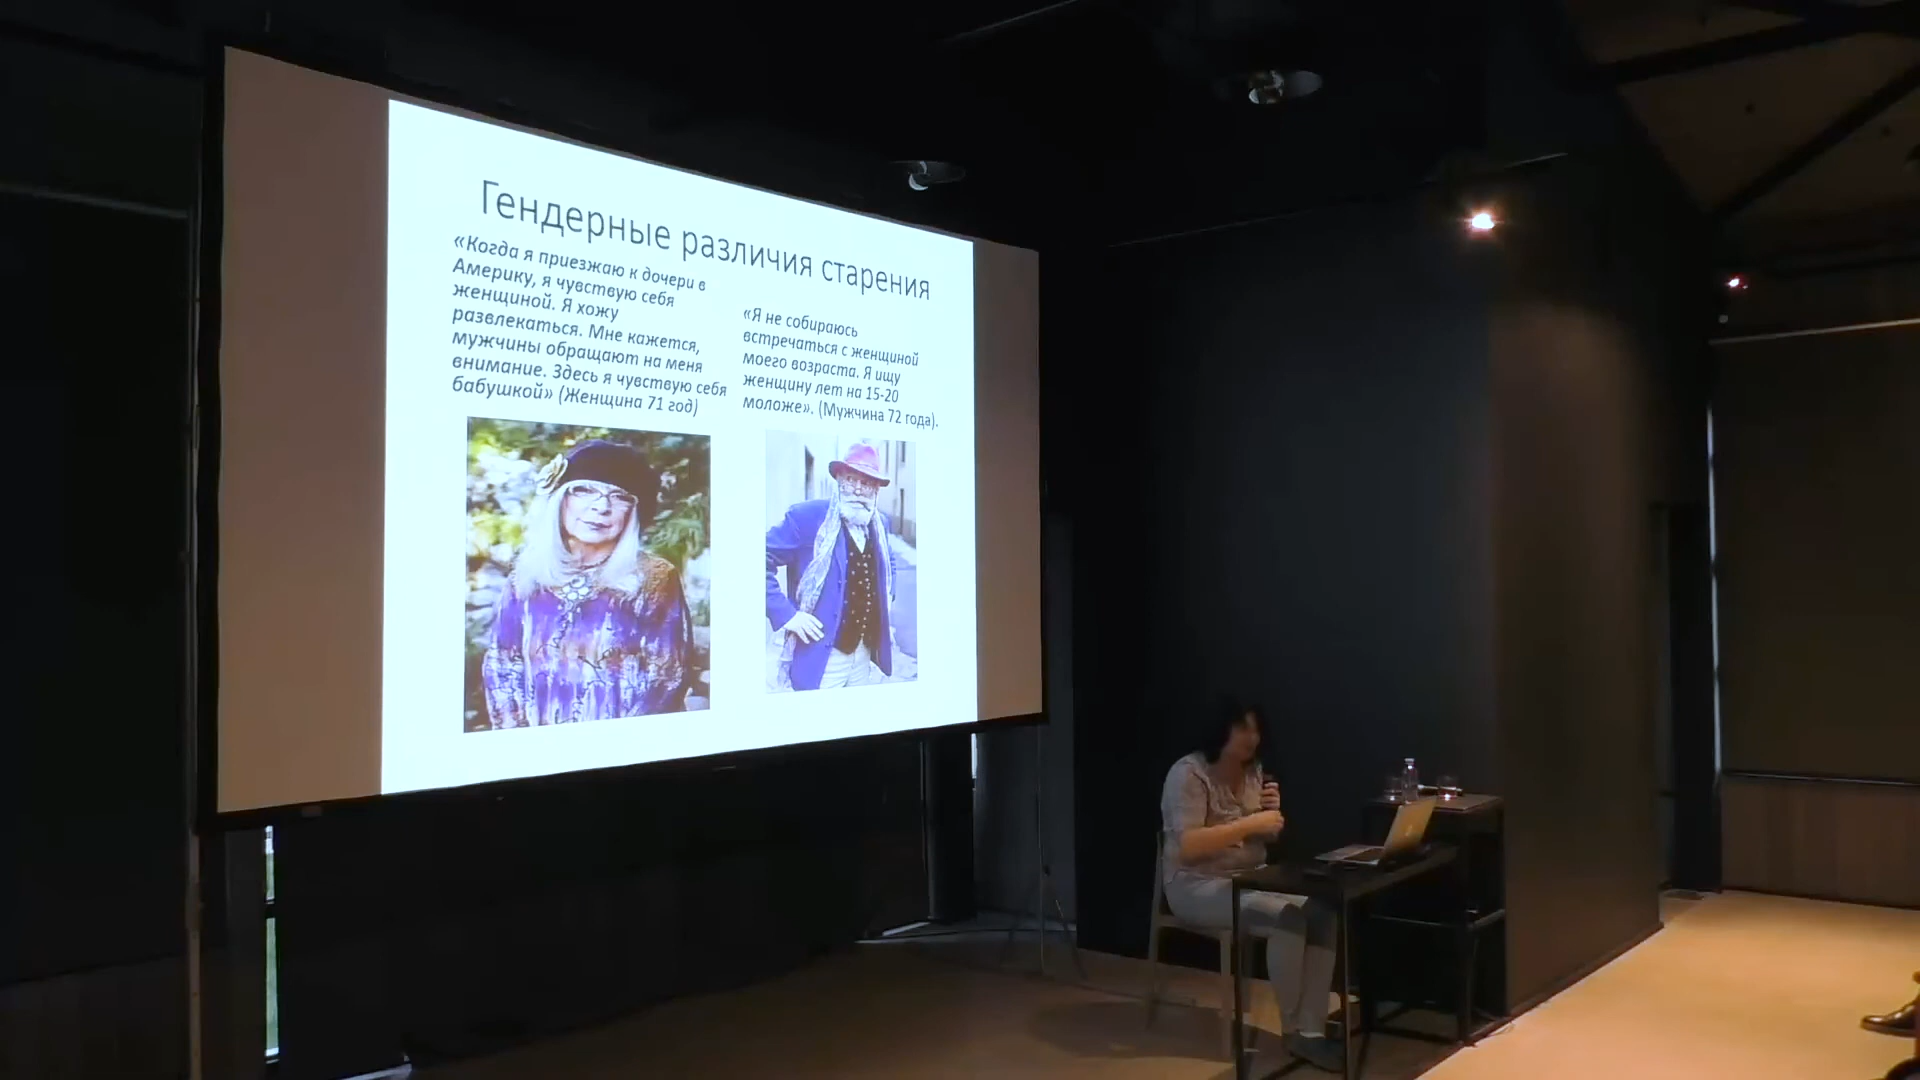 Гендерные различия старения
«Когда я приезжаю к дочери в
Америку, я чувствую себя
женщиной. Я хожу
развлекаться. Мне кажется,
мужчины обращают на меня
внимание. Здесь я чувствую себя
бабушкой» (Женщина 71 год)
«Я не собираюсь
встречаться с женщиной
моего возраста. Я ищу
женщину лет на 15-20
моложе». (Мужчина 72 года).